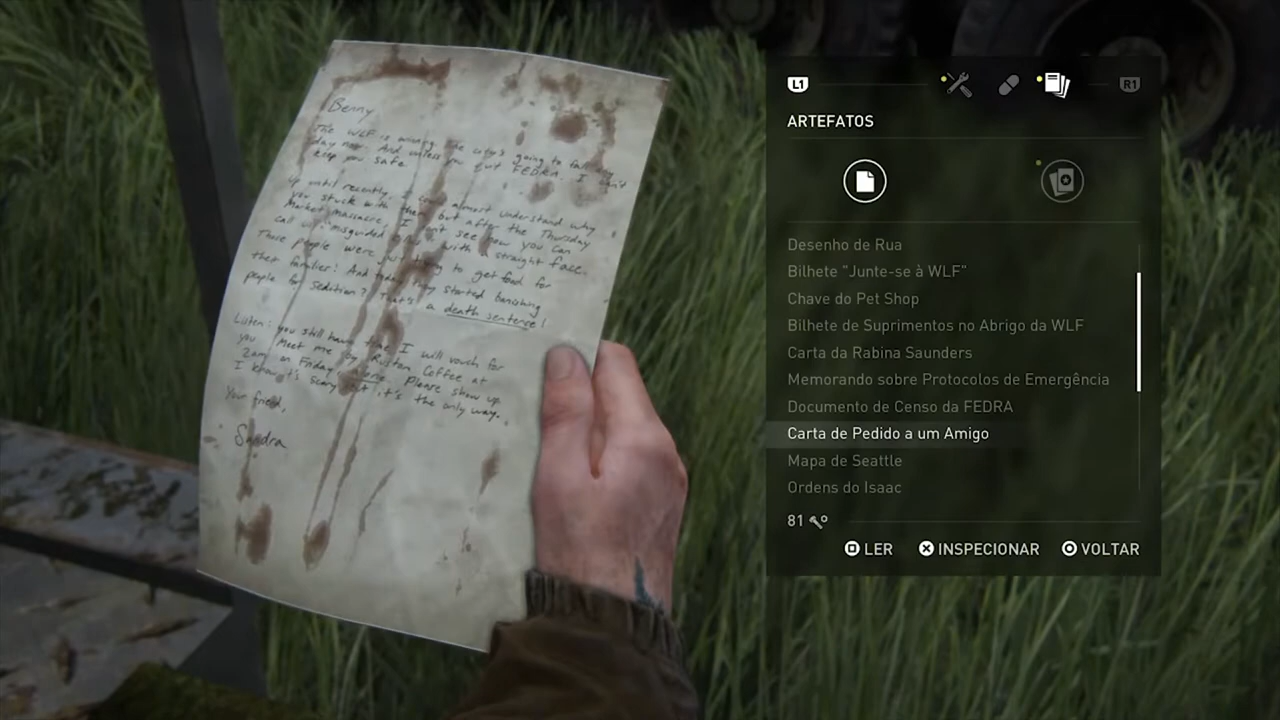 Benny
The WLF is winning. The city's going to fall any
day now. And unless you quit FEDRA, I can't
keep you safe.
Up until recently, I could almost understand why
you stuck with them, but after the Thursday
Market Massacre, I don't see how you can
call us "misguided" with a straight face.
Those people were just trying to get food for
their families! And today they started banishing
people for sedition? That's a death sentence!
Listen: you still have time. I will vouch for
you. Meet me by Ruston Coffee at
2am on Friday. Please show up.
I know it's scary but it's the only way.
Your friend,
Sandra
L1
R1
ARTEFATOS
Desenho de Rua
Bilhete "Junte-se à WLF"
Chave do Pet Shop
Bilhete de Suprimentos no Abrigo da WLF
Carta da Rabina Saunders
Memorando sobre Protocolos de Emergência
Documento de Censo da FEDRA
Carta de Pedido a um Amigo
Mapa de Seattle
Ordens do Isaac
81
LER
INSPECIONAR
VOLTAR